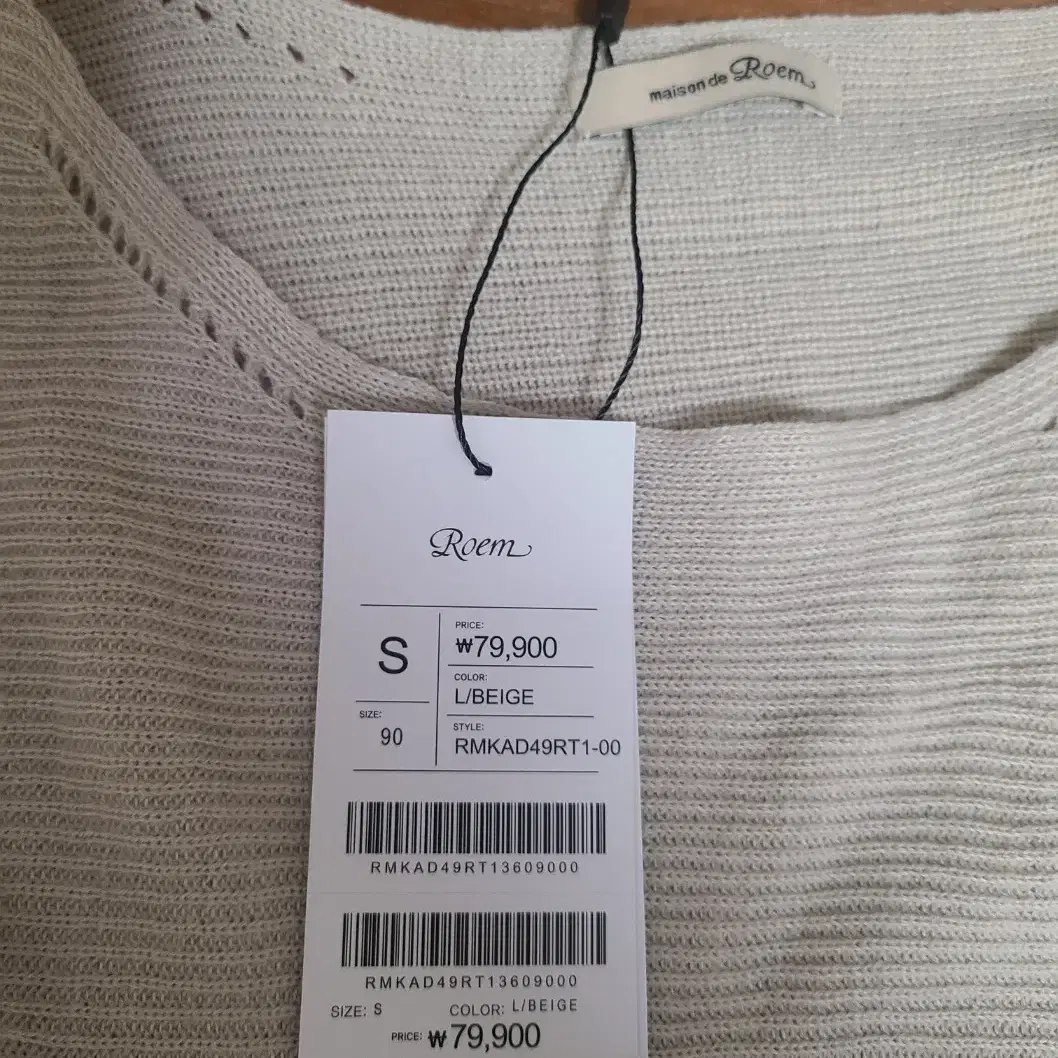 maison de Roem
Roem
S
PRICE:
₩79,900
COLOR:
L/BEIGE
SIZE:
90
STYLE:
RMKAD49RT1-00
RMKAD49RT13609000
RMKAD49RT13609000
SIZE: S COLOR: L/BEIGE
PRICE: ₩79,900